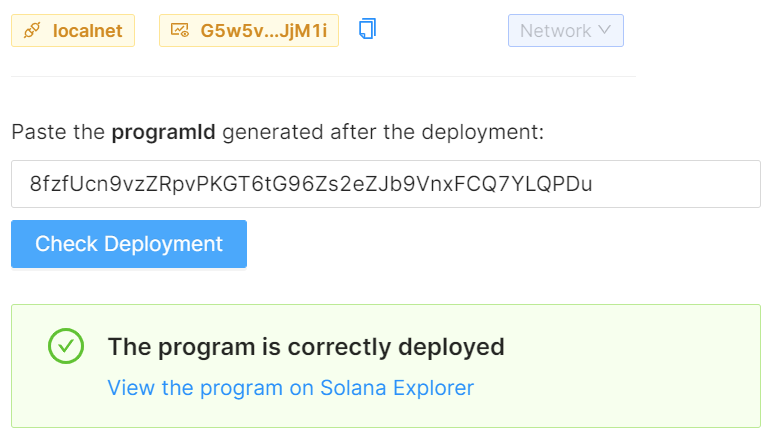 localnet G5w5v...JjM1i Network
Paste the programId generated after the deployment:
8fzfUcn9vzZRpvPKGT6tG96Zs2eZJb9VnxFCQ7YLQPDu
Check Deployment
The program is correctly deployed
View the program on Solana Explorer